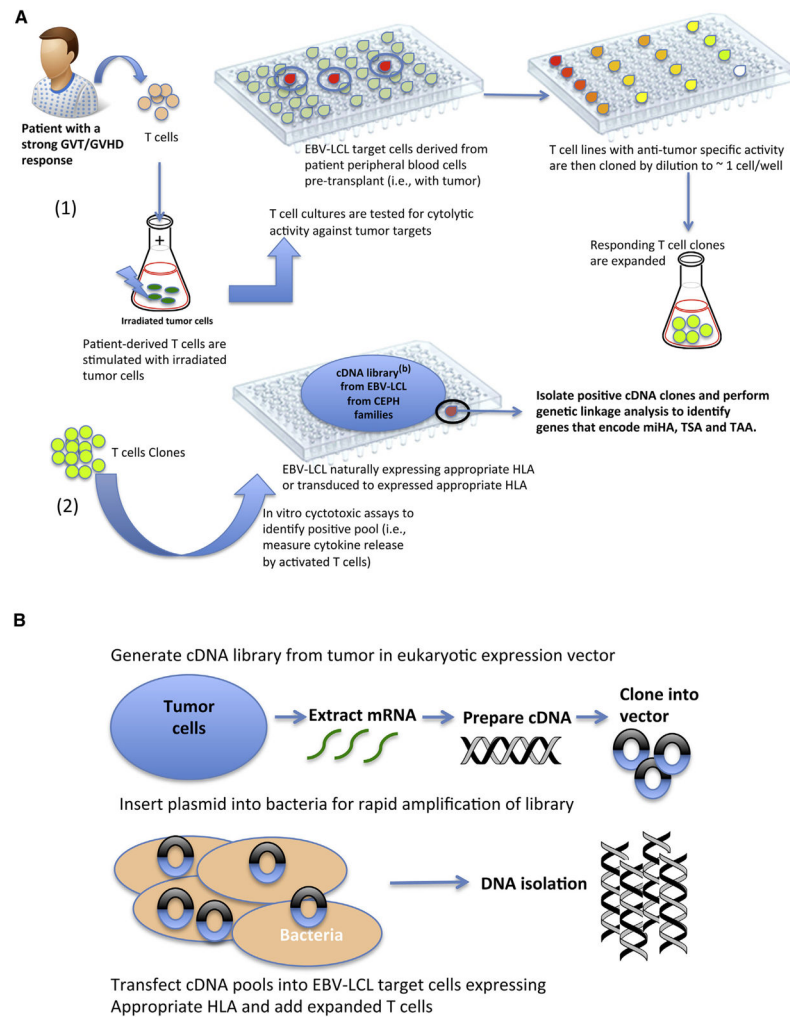 A
Patient with a
strong GVT/GVHD
response
T cells
(1)
EBV-LCL target cells derived from
patient peripheral blood cells
pre-transplant (i.e., with tumor)
T cell lines with anti-tumor specific activity
are then cloned by dilution to ~ 1 cell/well
+
Irradiated tumor cells
Patient-derived T cells are
stimulated with irradiated
tumor cells
T cell cultures are tested for cytolytic
activity against tumor targets
Responding T cell clones
are expanded
cDNA library(b)
from EBV-LCL
from CEPH
families
Isolate positive cDNA clones and perform
genetic linkage analysis to identify
genes that encode miHA, TSA and TAA.
T cells Clones
(2)
EBV-LCL naturally expressing appropriate HLA
or transduced to expressed appropriate HLA
In vitro cyctotoxic assays to
identify positive pool (i.e.,
measure cytokine release
by activated T cells)
B
Generate cDNA library from tumor in eukaryotic expression vector
Tumor
cells
Extract mRNA
Prepare cDNA
Clone into
vector
Insert plasmid into bacteria for rapid amplification of library
Bacteria
DNA isolation
Transfect cDNA pools into EBV-LCL target cells expressing
Appropriate HLA and add expanded T cells